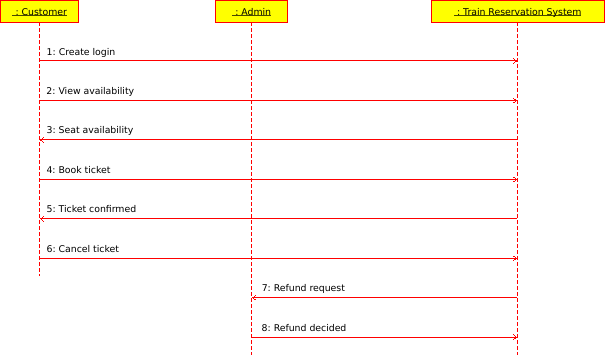 : Customer
: Admin
: Train Reservation System
1: Create login
2: View availability
3: Seat availability
4: Book ticket
5: Ticket confirmed
6: Cancel ticket
7: Refund request
8: Refund decided